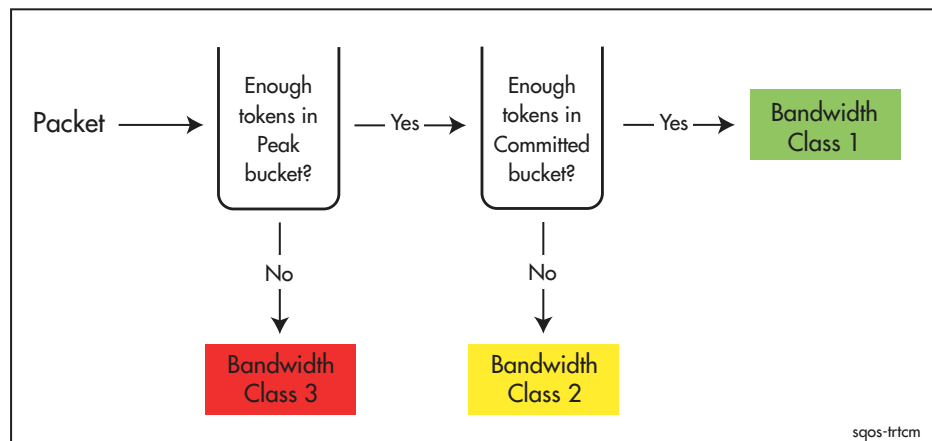 Packet
Enough
tokens in
Peak
bucket?
Yes
Enough
tokens in
Committed
bucket?
Yes
Bandwidth
Class 1
No
No
Bandwidth
Class 3
Bandwidth
Class 2
sqos-trtcm